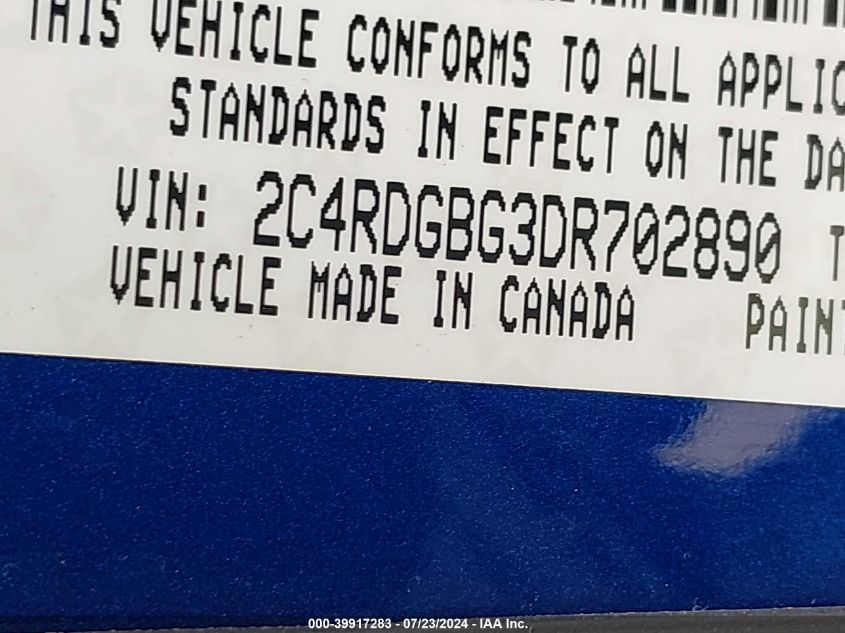 THIS VEHICLE CONFORMS TO ALL APPLIC
STANDARDS IN EFFECT ON THE DA
VIN: 2C4RDGBG3DR702890 T
VEHICLE MADE IN CANADA PAINT
000-39917283 - 07/23/2024 - IAA Inc.